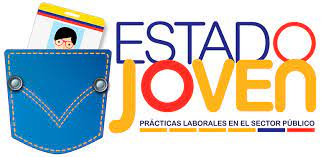 ESTADO
JOVEN
PRÁCTICAS LABORALES EN EL SECTOR PÚBLICO